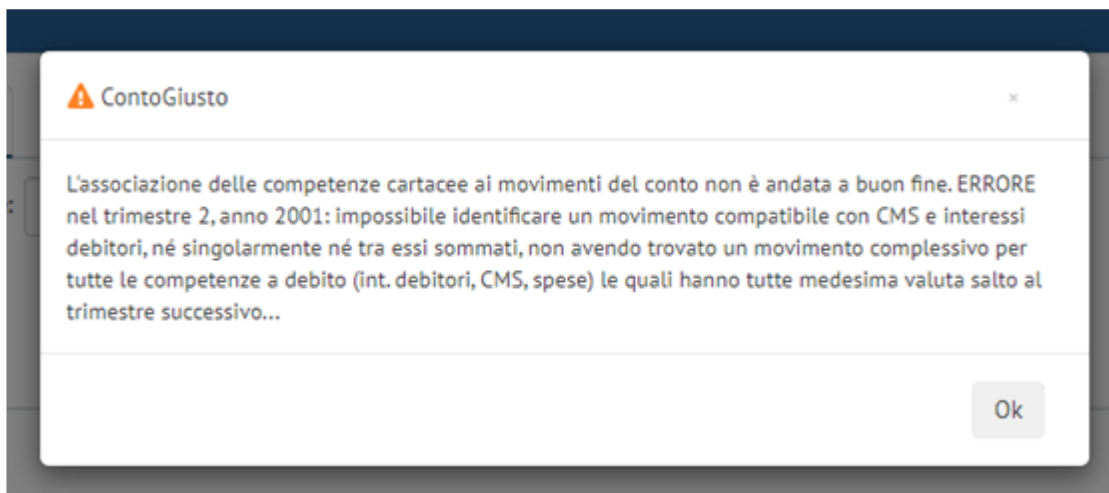 ContoGiusto
×
L'associazione delle competenze cartacee ai movimenti del conto non è andata a buon fine. ERRORE
nel trimestre 2, anno 2001: impossibile identificare un movimento compatibile con CMS e interessi
debitori, né singolarmente né tra essi sommati, non avendo trovato un movimento complessivo per
tutte le competenze a debito (int. debitori, CMS, spese) le quali hanno tutte medesima valuta salto al
trimestre successivo...
Ok